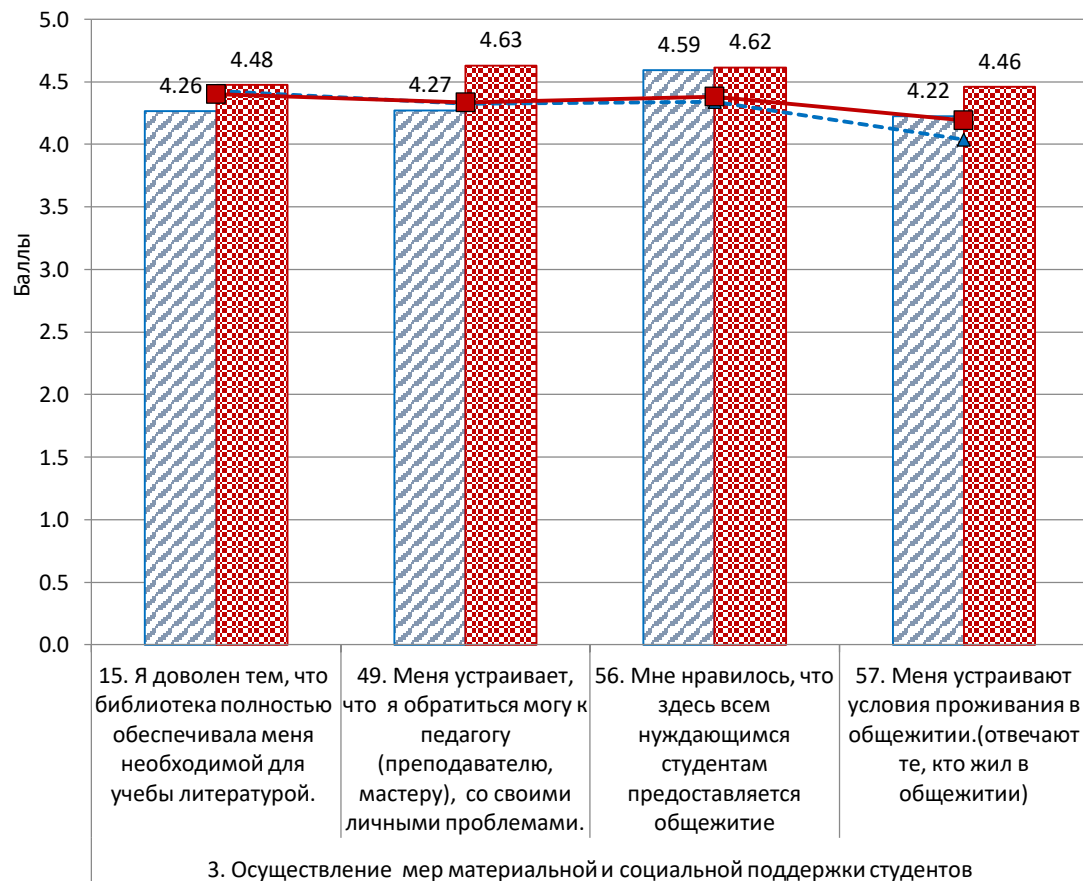 5.0
4.5
4.0
3.5
3.0
2.5
2.0
1.5
1.0
0.5
0.0
Баллы
4.26
4.48
4.27
4.63
4.59
4.62
4.22
4.46
15. Я доволен тем, что
библиотека полностью
обеспечивала меня
необходимой для
учебы литературой.
49. Меня устраивает,
что я обратиться могу к
педагогу
(преподавателю,
мастеру), со своими
личными проблемами.
56. Мне нравилось, что
здесь всем
нуждающимся
студентам
предоставляется
общежитие
57. Меня устраивают
условия проживания в
общежитии.(отвечают
те, кто жил в
общежитии)
3. Осуществление мер материальной и социальной поддержки студентов